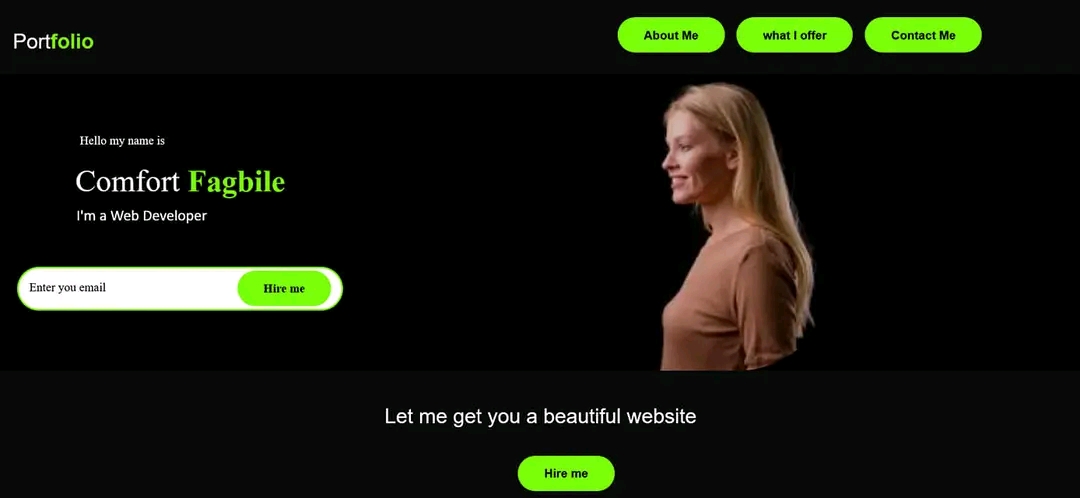 Portfolio
About Me
what I offer
Contact Me
Hello my name is
Comfort Fagbile
I'm a Web Developer
Enter you email
Hire me
Let me get you a beautiful website
Hire me